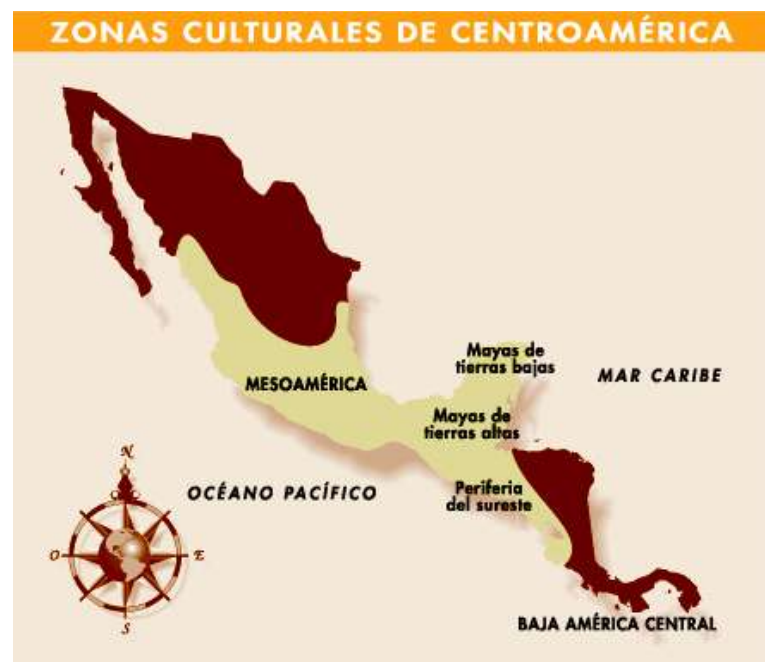 ZONAS CULTURALES DE CENTROAMÉRICA
Mayas de
tierras bajas
MAR CARIBE
MESOAMÉRICA
Mayas de
tierras altas
N
OCÉANO PACÍFICO
Periferia
del sureste
O
E
S
BAJA AMÉRICA CENTRAL